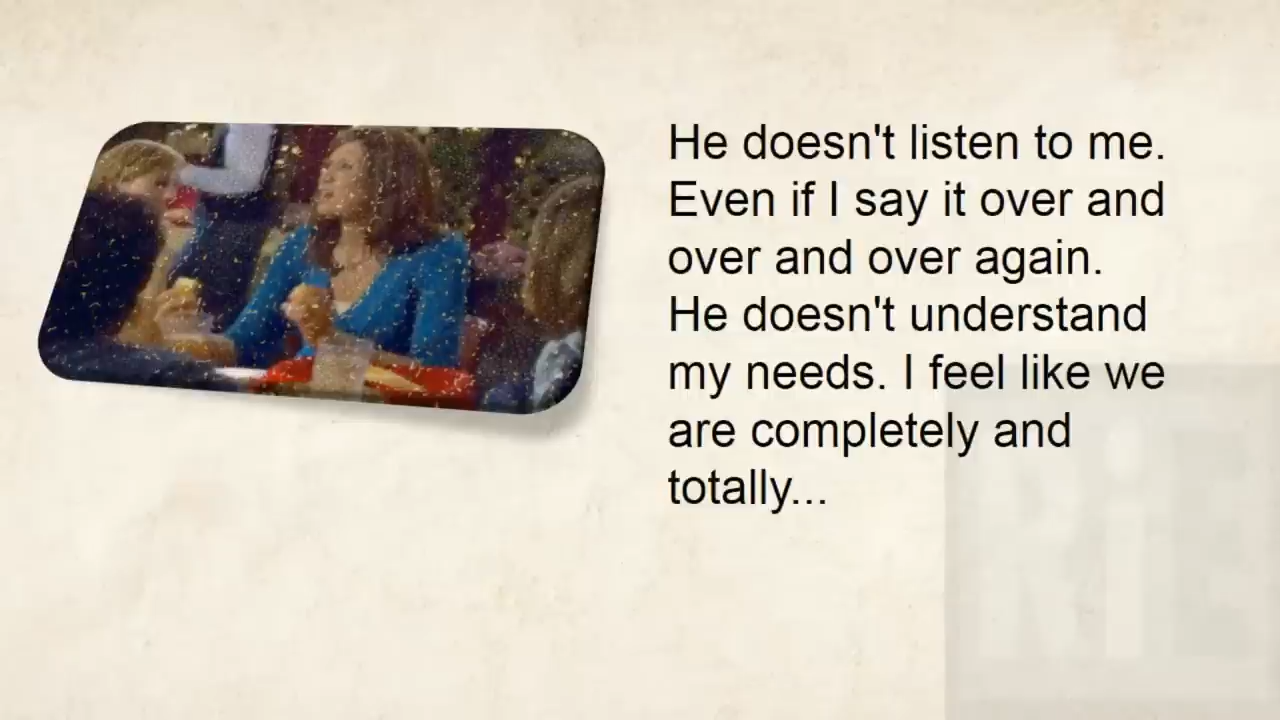 He doesn't listen to me.
Even if I say it over and
over and over again.
He doesn't understand
my needs. I feel like we
are completely and
totally...